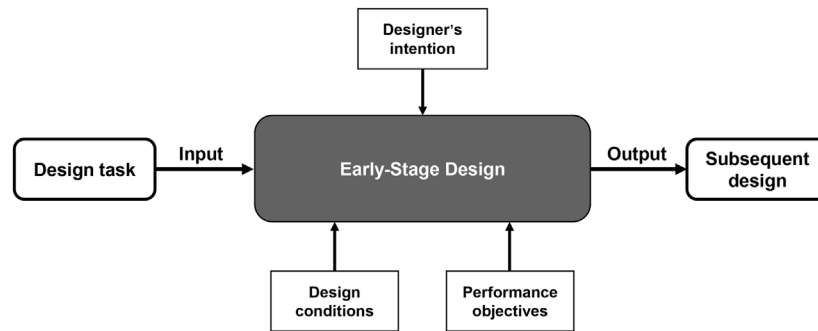 Designer's
intention
Design task
Input
Early-Stage Design
Output
Subsequent
design
Design
conditions
Performance
objectives